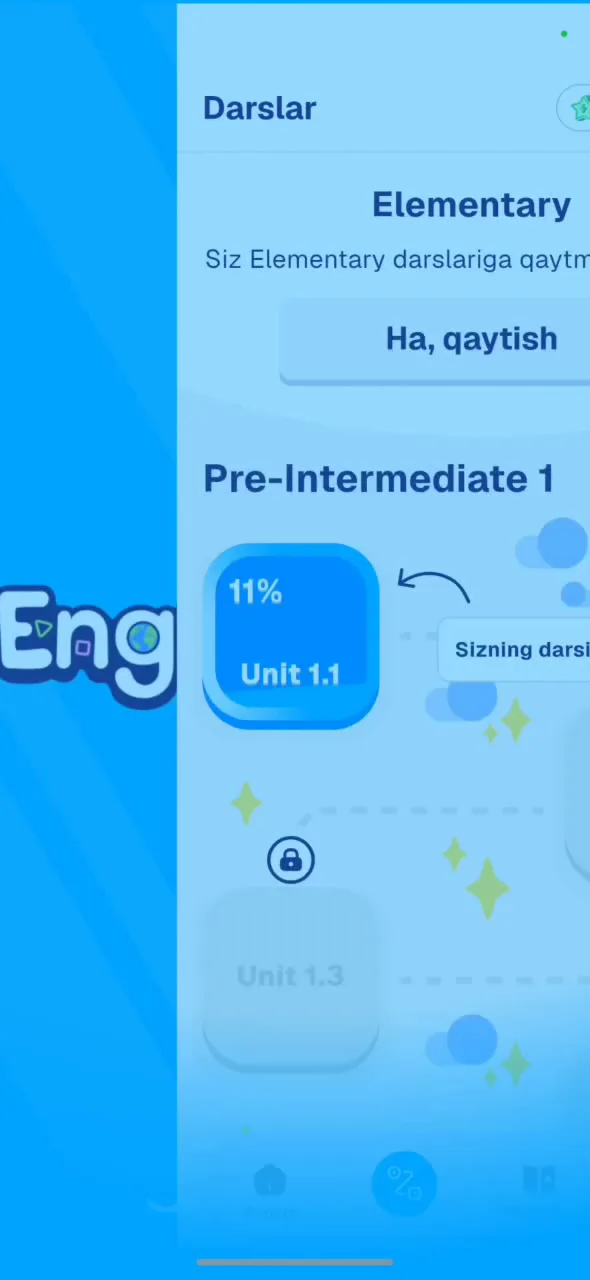 Darslar
Elementary
Siz Elementary darslariga qaytm
Ha, qaytish
Pre-Intermediate 1
11%
Unit 1.1
Sizning darsi
Eng
Unit 1.3